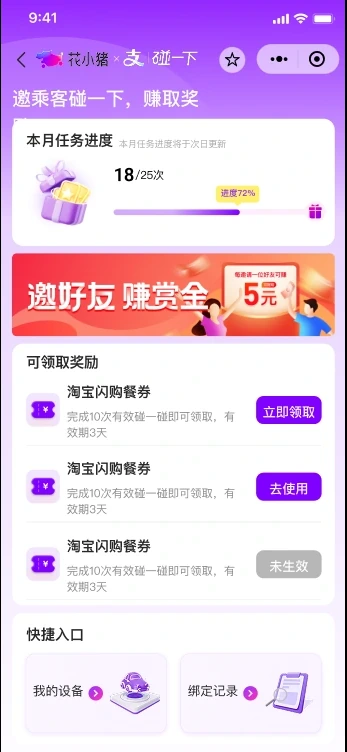 9:41
花小猪 × 支 碰一下
邀乘客碰一下，赚取奖
本月任务进度 本月任务进度将于次日更新
18/25次
进度72%
邀好友 赚赏金
每邀请一位好友可赚
5元
可领取奖励
淘宝闪购餐券
完成10次有效碰一碰即可领取，有
效期3天
立即领取
淘宝闪购餐券
完成10次有效碰一碰即可领取，有
效期3天
去使用
淘宝闪购餐券
完成10次有效碰一碰即可领取，有
效期3天
未生效
快捷入口
我的设备
绑定记录